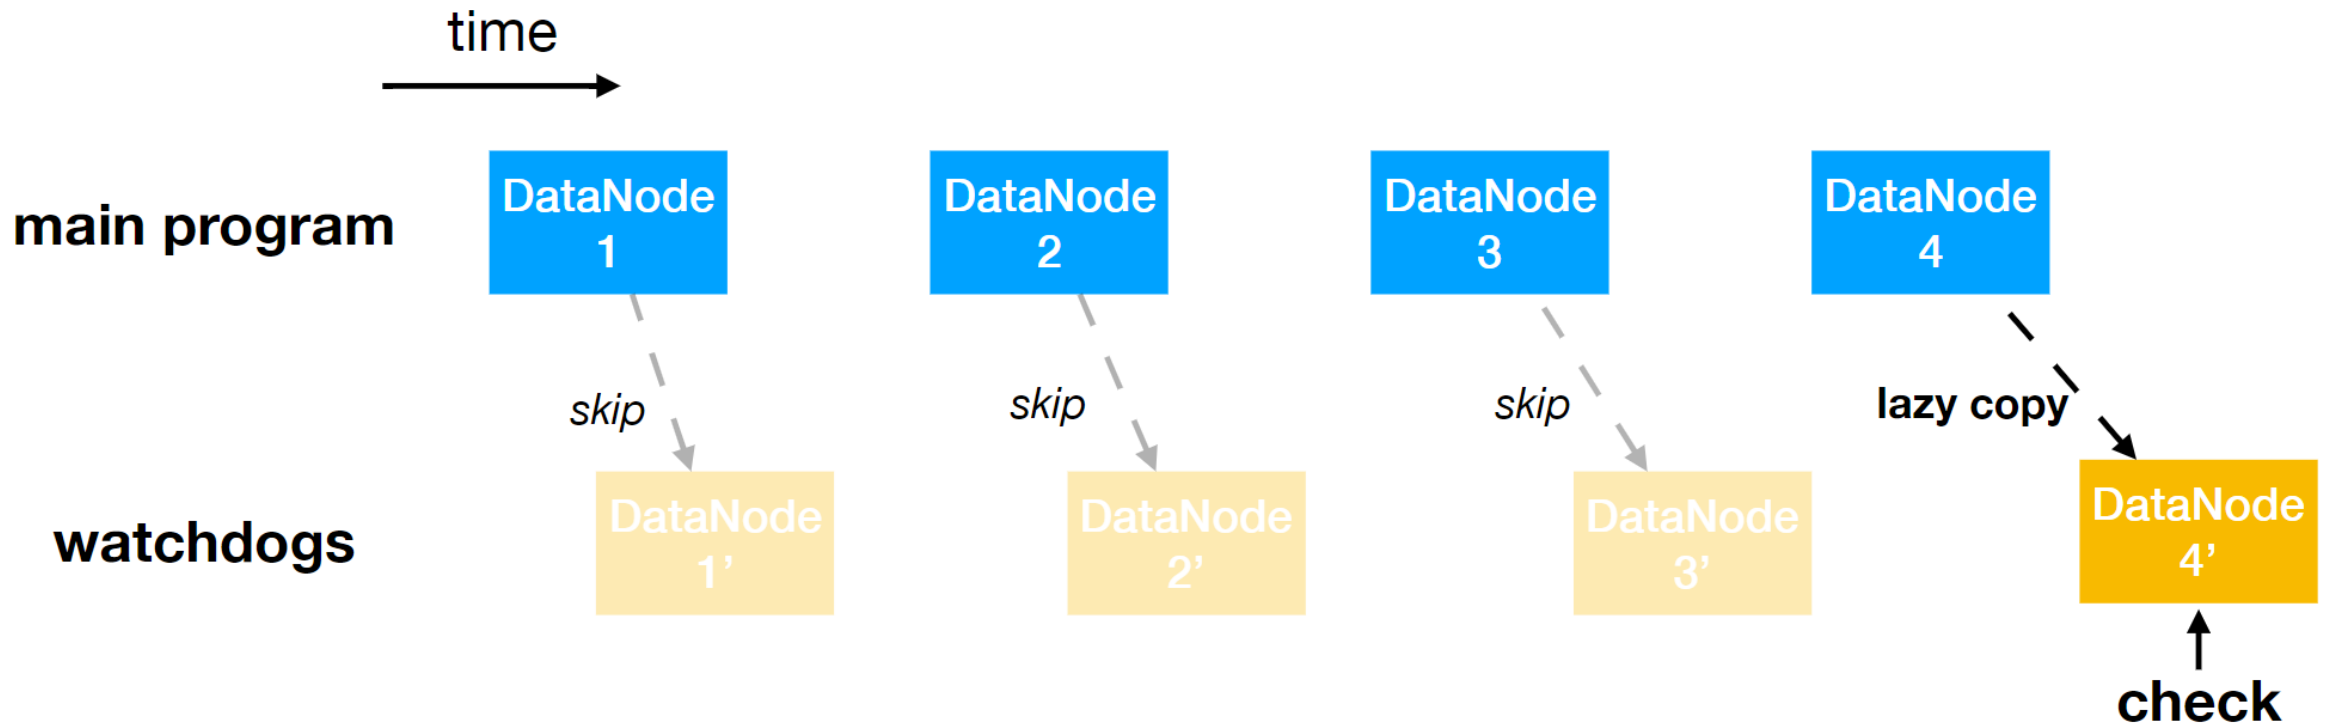 time
main program
DataNode
1
DataNode
2
DataNode
3
DataNode
4
skip
skip
skip
lazy copy
watchdogs
DataNode
1’
DataNode
2’
DataNode
3’
DataNode
4’
check